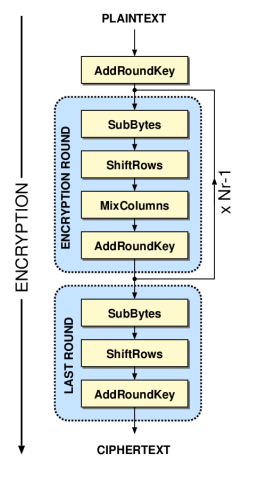 PLAINTEXT
AddRoundKey
ENCRYPTION ROUND
SubBytes
ShiftRows
MixColumns
AddRoundKey
x Nr-1
ENCRYPTION
LAST ROUND
SubBytes
ShiftRows
AddRoundKey
CIPHERTEXT